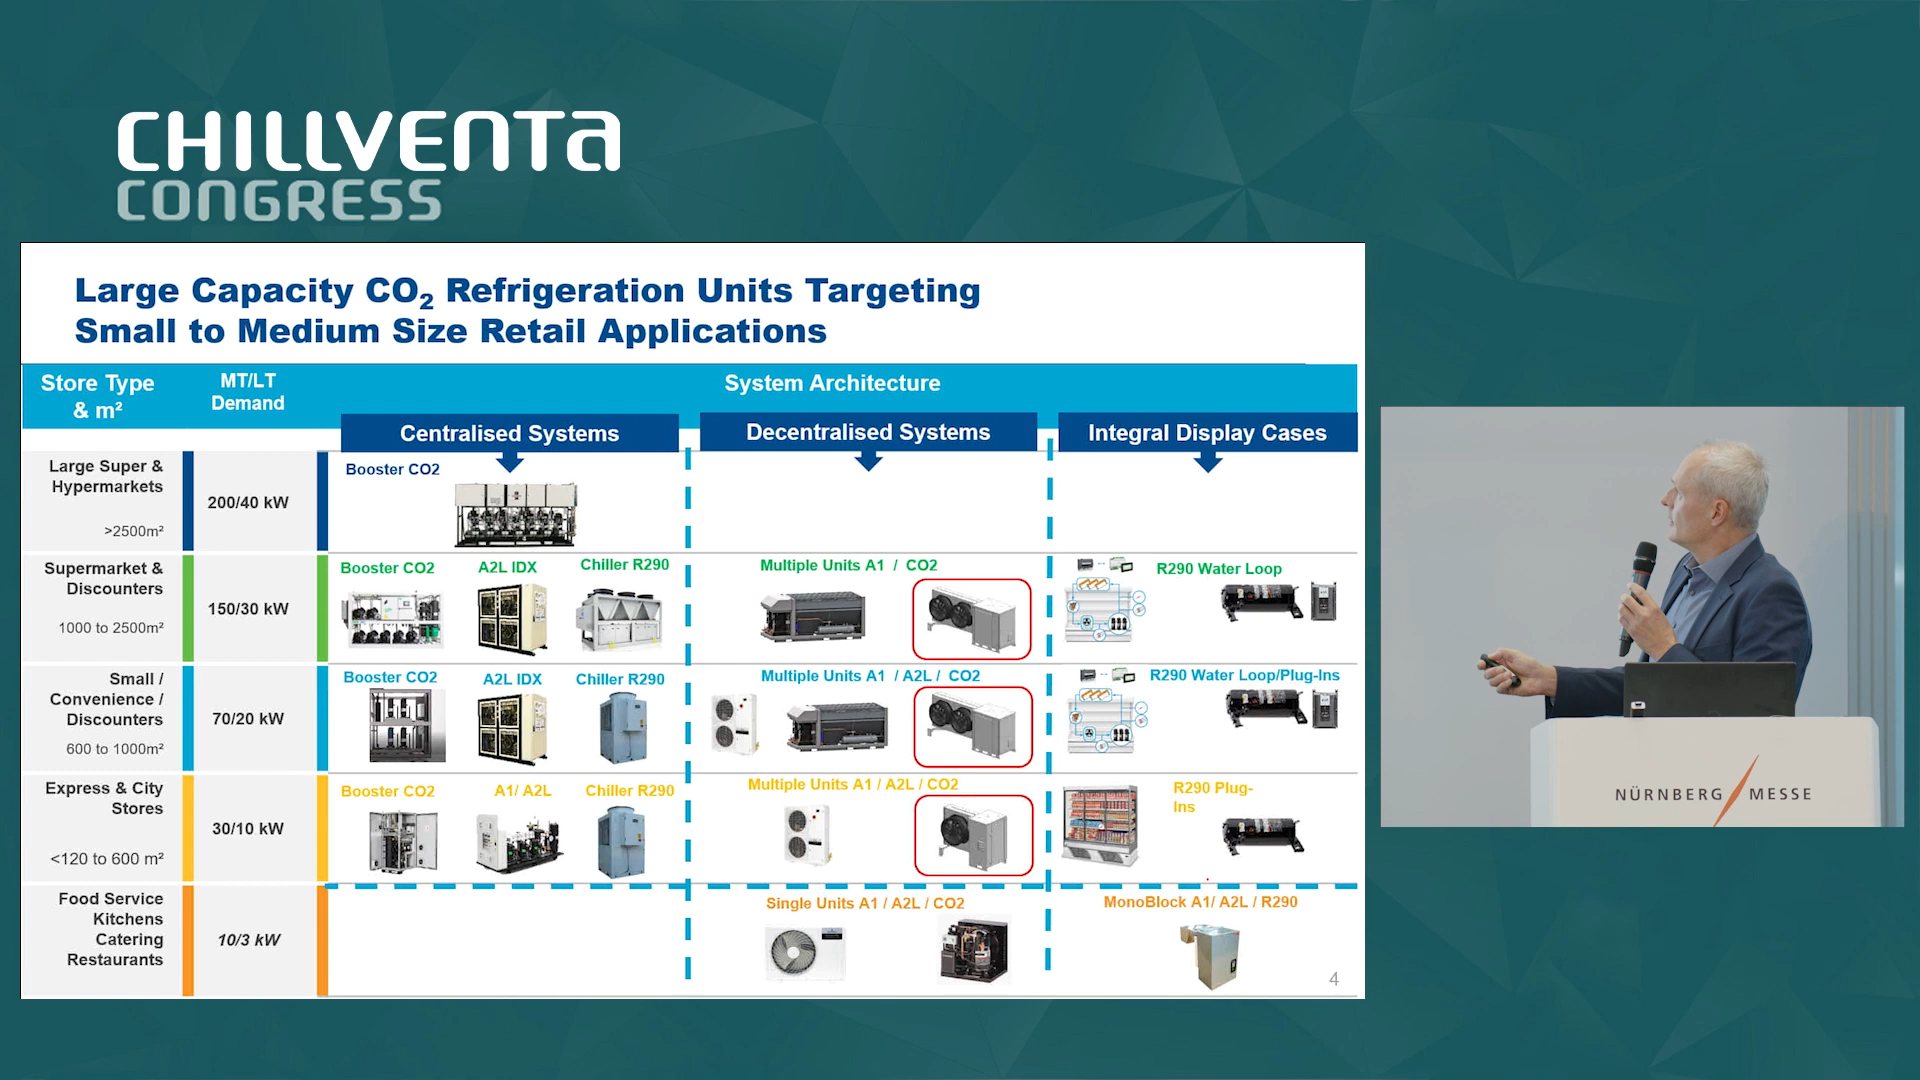 CHILLVENTA
CONGRESS
Large Capacity CO₂ Refrigeration Units Targeting
Small to Medium Size Retail Applications
Store Type
& m²
MT/LT
Demand
System Architecture
Centralised Systems
Decentralised Systems
Integral Display Cases
Large Super &
Hypermarkets
>2500m²
200/40 kW
Booster CO2
Supermarket &
Discounters
1000 to 2500m²
150/30 kW
Booster CO2
A2L IDX
Chiller R290
Multiple Units A1 / CO2
R290 Water Loop
Small /
Convenience /
Discounters
600 to 1000m²
70/20 kW
Booster CO2
A2L IDX
Chiller R290
Multiple Units A1 / A2L / CO2
R290 Water Loop/Plug-Ins
Express & City
Stores
<120 to 600 m²
30/10 kW
Booster CO2
A1/ A2L
Chiller R290
Multiple Units A1 / A2L / CO2
R290 Plug-
Ins
Food Service
Kitchens
Catering
Restaurants
10/3 kW
Single Units A1 / A2L / CO2
MonoBlock A1/ A2L / R290
4
NÜRNBERG MESSE